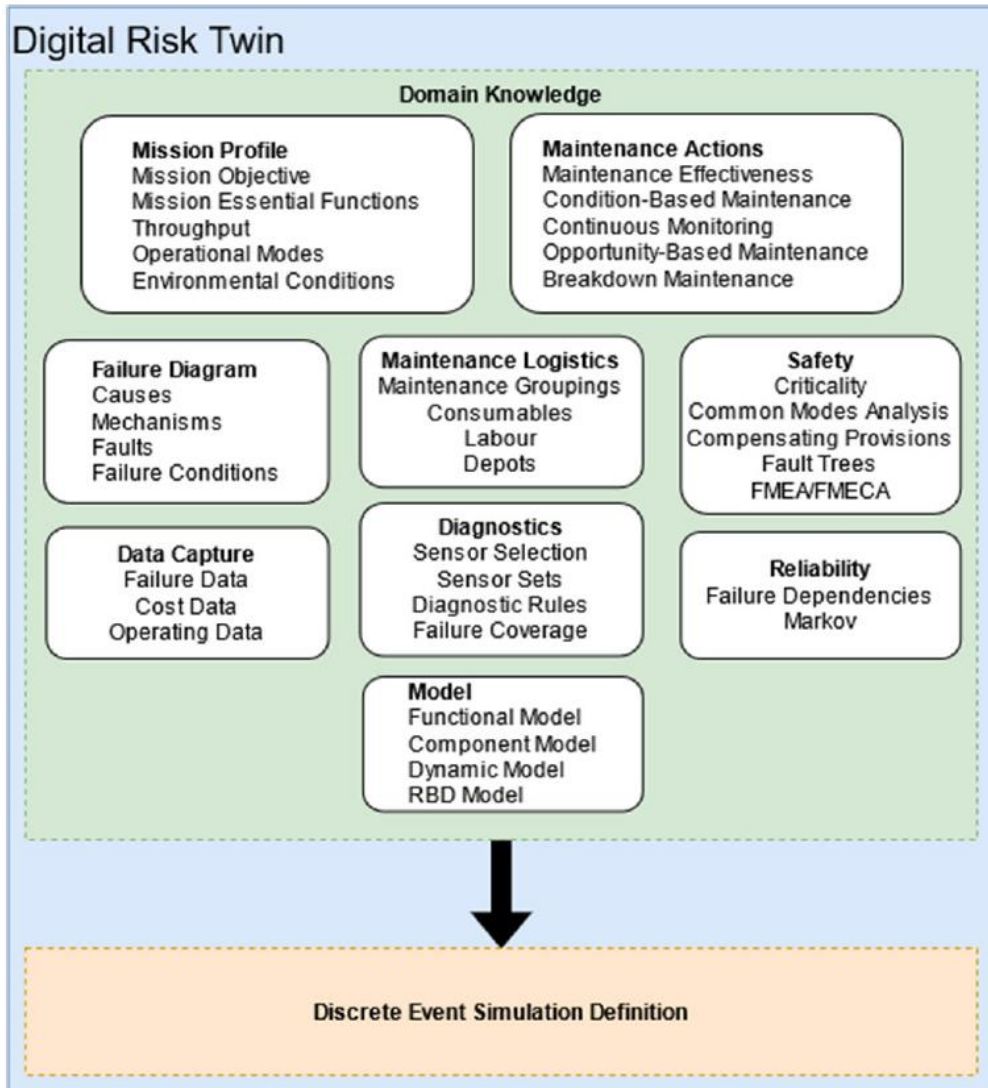 Digital Risk Twin
Domain Knowledge
Mission Profile
Mission Objective
Mission Essential Functions
Throughput
Operational Modes
Environmental Conditions
Maintenance Actions
Maintenance Effectiveness
Condition-Based Maintenance
Continuous Monitoring
Opportunity-Based Maintenance
Breakdown Maintenance
Failure Diagram
Causes
Mechanisms
Faults
Failure Conditions
Maintenance Logistics
Maintenance Groupings
Consumables
Labour
Depots
Safety
Criticality
Common Modes Analysis
Compensating Provisions
Fault Trees
FMEA/FMECA
Data Capture
Failure Data
Cost Data
Operating Data
Diagnostics
Sensor Selection
Sensor Sets
Diagnostic Rules
Failure Coverage
Reliability
Failure Dependencies
Markov
Model
Functional Model
Component Model
Dynamic Model
RBD Model
Discrete Event Simulation Definition